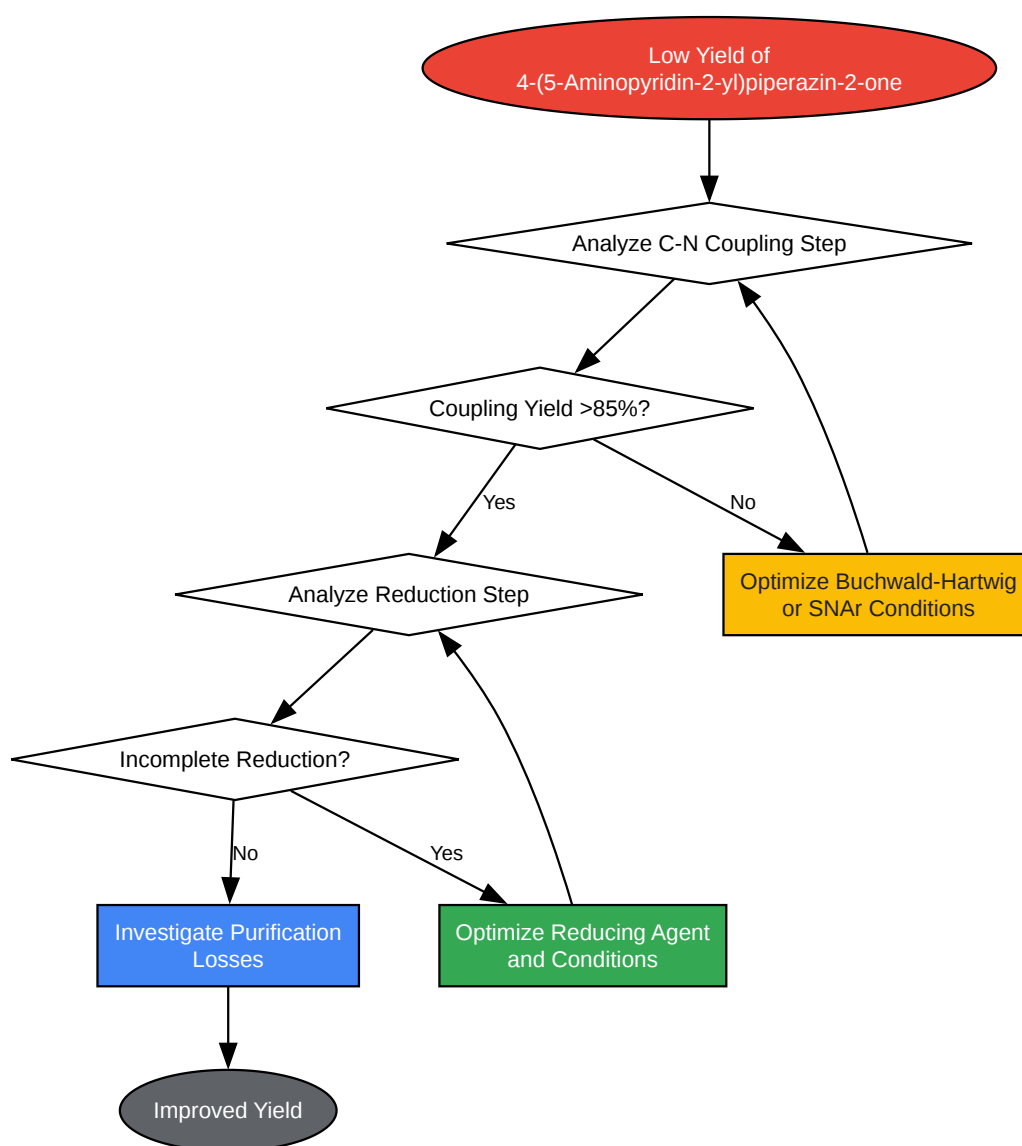 Low Yield of
4-(5-Aminopyridin-2-yl)piperazin-2-one
Analyze C-N Coupling Step
Coupling Yield >85%?
Yes
No
Analyze Reduction Step
Optimize Buchwald-Hartwig
or SNAr Conditions
Incomplete Reduction?
No
Yes
Investigate Purification
Losses
Optimize Reducing Agent
and Conditions
Improved Yield